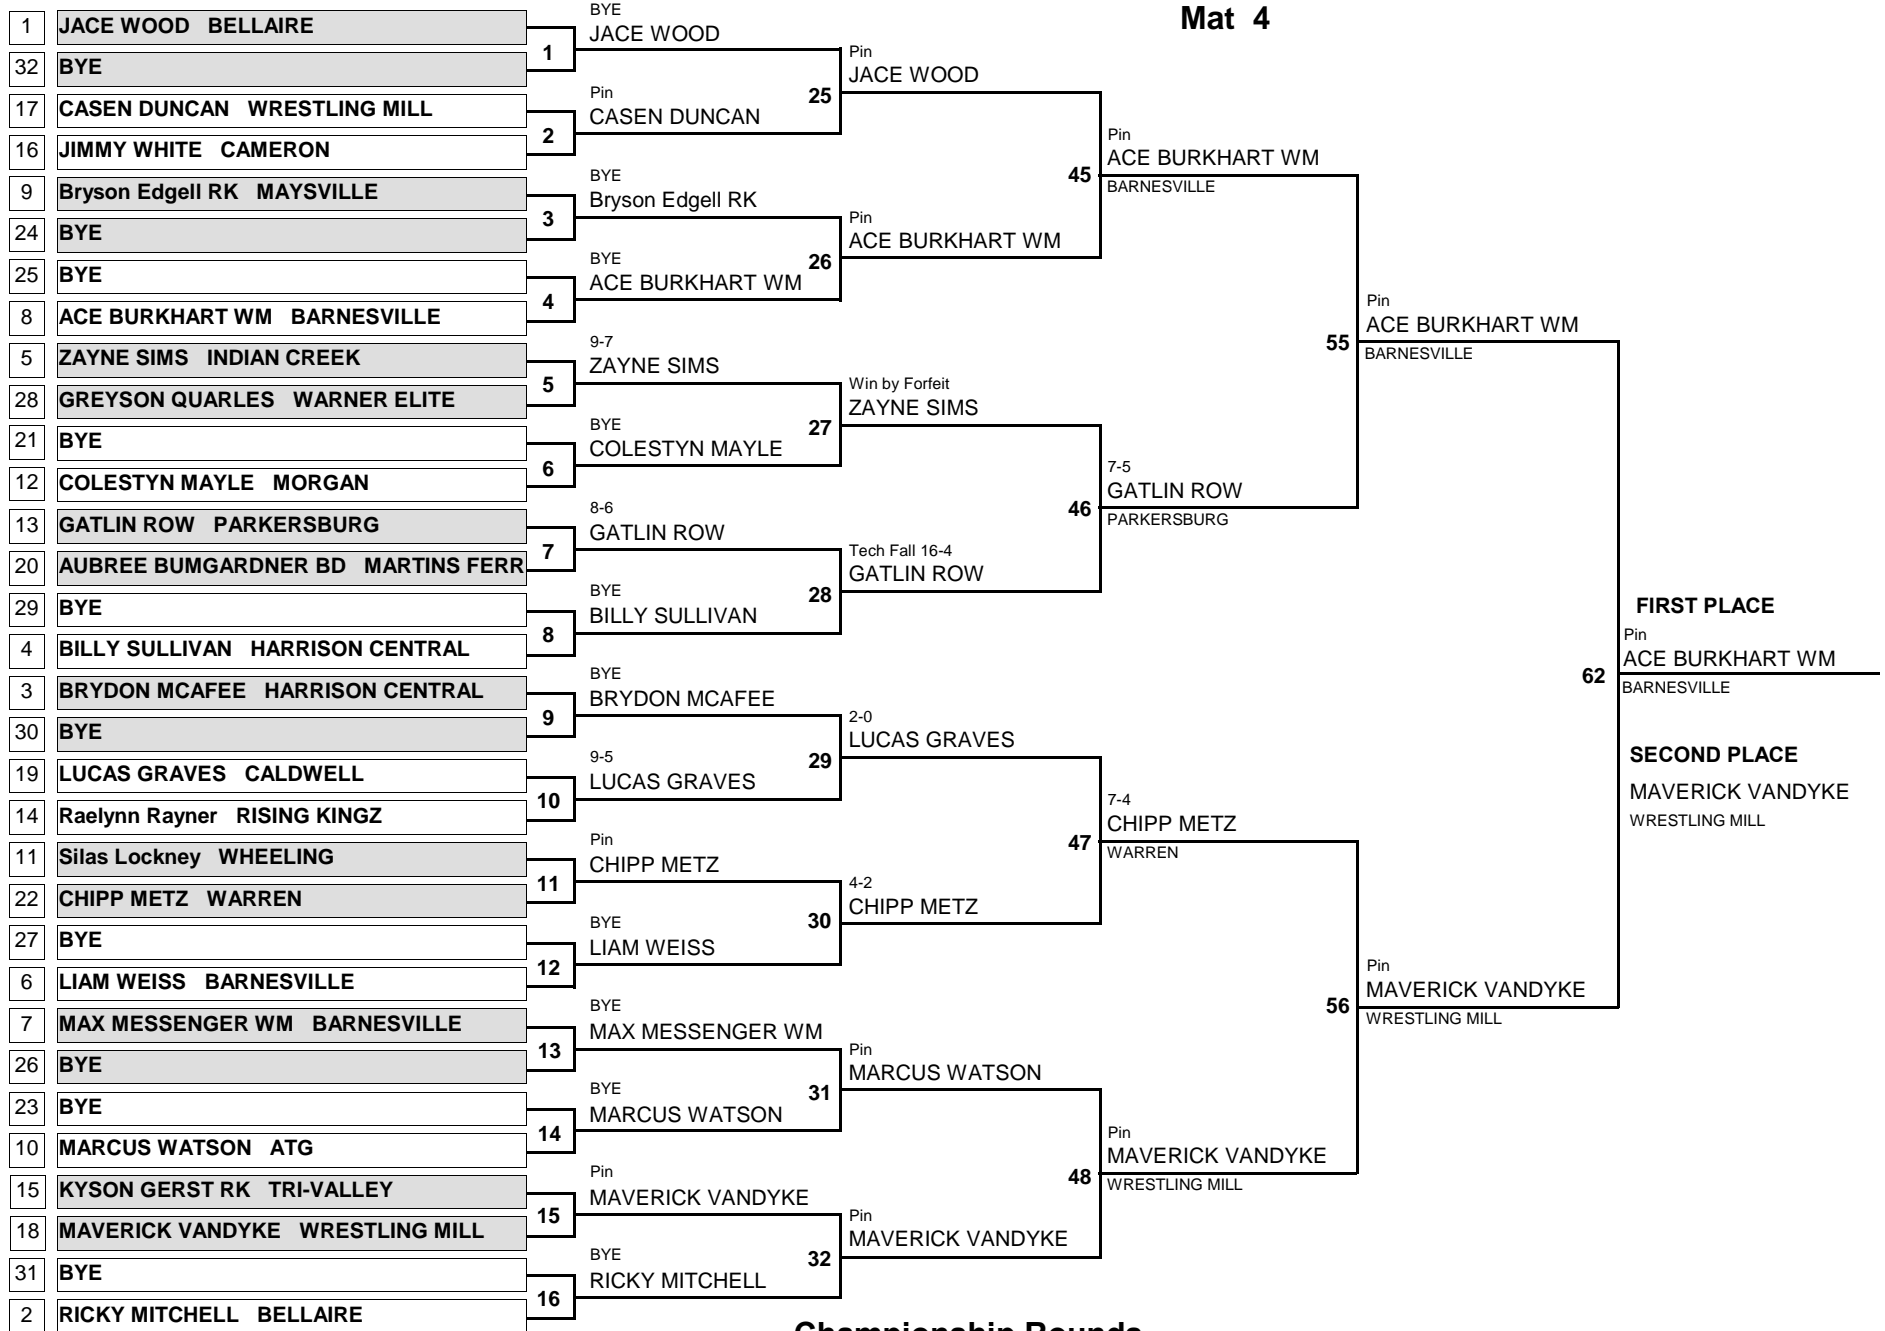 Mat 4
1 JACE WOOD BELLAIRE
32 BYE
17 CASEN DUNCAN WRESTLING MILL
16 JIMMY WHITE CAMERON
9 Bryson Edgell RK MAYSVILLE
24 BYE
25 BYE
8 ACE BURKHART WM BARNESVILLE
5 ZAYNE SIMS INDIAN CREEK
28 GREYSON QUARLES WARNER ELITE
21 BYE
12 COLESTYN MAYLE MORGAN
13 GATLIN ROW PARKERSBURG
20 AUBREE BUMGARDNER BD MARTINS FERR
29 BYE
4 BILLY SULLIVAN HARRISON CENTRAL
3 BRYDON MCAFEE HARRISON CENTRAL
30 BYE
19 LUCAS GRAVES CALDWELL
14 Raelynn Rayner RISING KINGZ
11 Silas Lockney WHEELING
22 CHIPP METZ WARREN
27 BYE
6 LIAM WEISS BARNESVILLE
7 MAX MESSENGER WM BARNESVILLE
26 BYE
23 BYE
10 MARCUS WATSON ATG
15 KYSON GERST RK TRI-VALLEY
18 MAVERICK VANDYKE WRESTLING MILL
31 BYE
2 RICKY MITCHELL BELLAIRE
BYE
1 JACE WOOD
Pin
2 CASEN DUNCAN
BYE
3 Bryson Edgell RK
BYE
4 ACE BURKHART WM
9-7
5 ZAYNE SIMS
BYE
6 COLESTYN MAYLE
8-6
7 GATLIN ROW
BYE
8 BILLY SULLIVAN
BYE
9 BRYDON MCAFEE
9-5
10 LUCAS GRAVES
Pin
11 CHIPP METZ
BYE
12 LIAM WEISS
BYE
13 MAX MESSENGER WM
BYE
14 MARCUS WATSON
Pin
15 MAVERICK VANDYKE
BYE
16 RICKY MITCHELL
Pin
JACE WOOD
25
Pin
ACE BURKHART WM
26
Win by Forfeit
ZAYNE SIMS
27
Tech Fall 16-4
GATLIN ROW
28
2-0
LUCAS GRAVES
29
4-2
CHIPP METZ
30
Pin
MARCUS WATSON
31
Pin
MAVERICK VANDYKE
32
Pin
ACE BURKHART WM
45 BARNESVILLE
7-5
GATLIN ROW
46 PARKERSBURG
7-4
CHIPP METZ
47 WARREN
Pin
MAVERICK VANDYKE
48 WRESTLING MILL
Pin
ACE BURKHART WM
55 BARNESVILLE
Pin
MAVERICK VANDYKE
56 WRESTLING MILL
FIRST PLACE
Pin
ACE BURKHART WM
62 BARNESVILLE
SECOND PLACE
MAVERICK VANDYKE
WRESTLING MILL
Championship Rounds